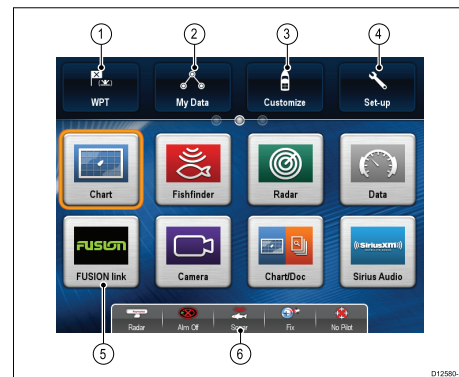 1 2 3 4
WPT My Data Customize Set-up
Chart Fishfinder Radar Data
FUSION
((SiriusXM))
FUSION link Camera Chart/Doc Sirius Audio
Radar Alm Off Sonar Fix No Pilot
5 6
D12580-